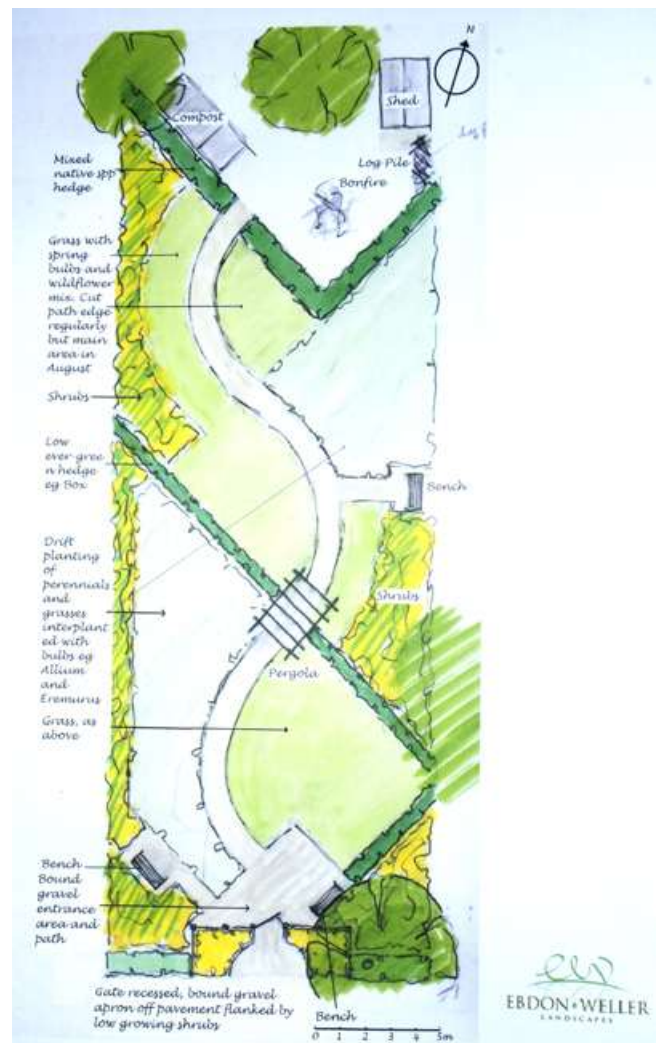 N
Compost
Shed
Mixed
native spp
hedge
Log Pile
Bonfire
Grass with
spring
bulbs and
wildflower
mix. Cut
path edge
regularly
but main
area in
August
Shrubs
Low
ever-gree
n hedge
eg Box
Bench
Drift
planting
of
perennials
and
grasses
interplant
ed with
bulbs eg
Allium
and
Eremurus
Shrubs
Pergola
Grass, as
above
Bench
Bound
gravel
entrance
area and
path
Gate recessed, bound gravel
apron off pavement flanked by
low growing shrubs
Bench
0 1 2 3 4 5m
EBDON+WELLER
LANDSCAPES